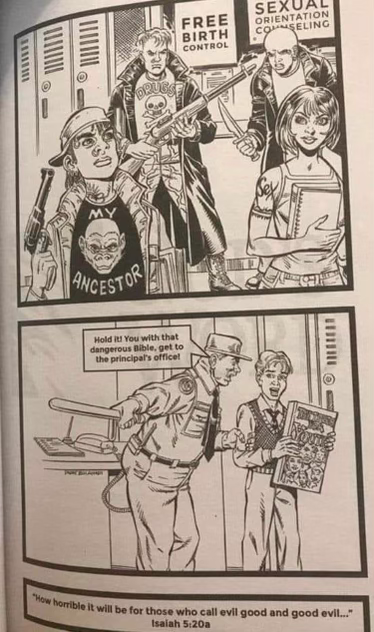 FREE
BIRTH
CONTROL
SEXUAL
ORIENTATION
COUNSELING
DRUGS
Sex
MY
ANCESTOR
Hold it! You with that
dangerous Bible, get to
the principal's office!
"How horrible it will be for those who call evil good and good evil..."
Isaiah 5:20a